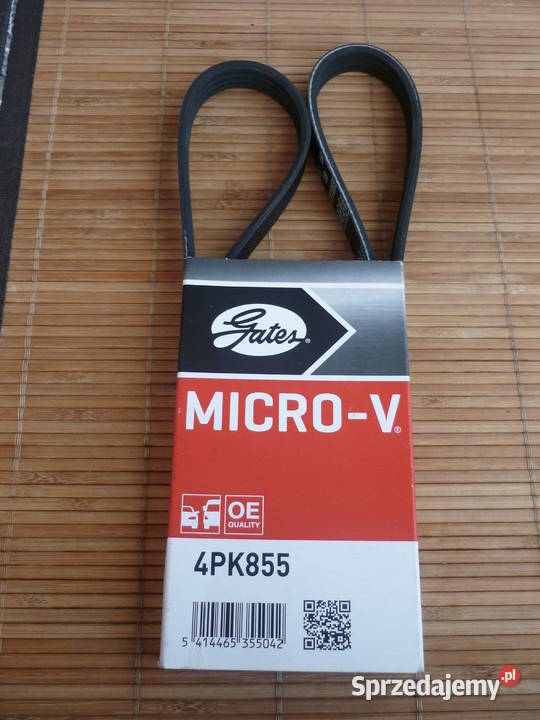 Gates®
MICRO-V®
OE
QUALITY
4PK855
5 414465 355042
Sprzedajemy.pl